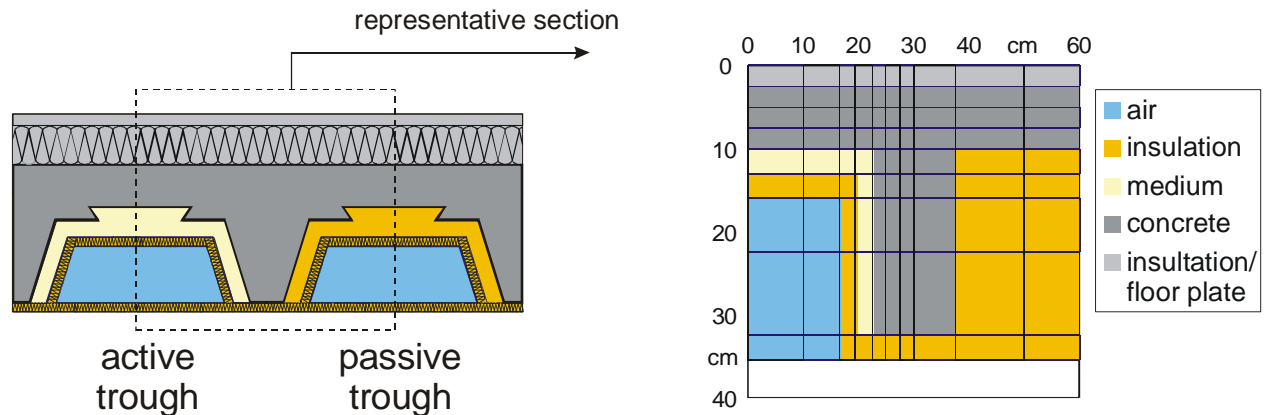 representative section
active
trough
passive
trough
0 10 20 30 40 cm 60
0
10
20
30
cm
40
air
insulation
medium
concrete
insultation/
floor plate